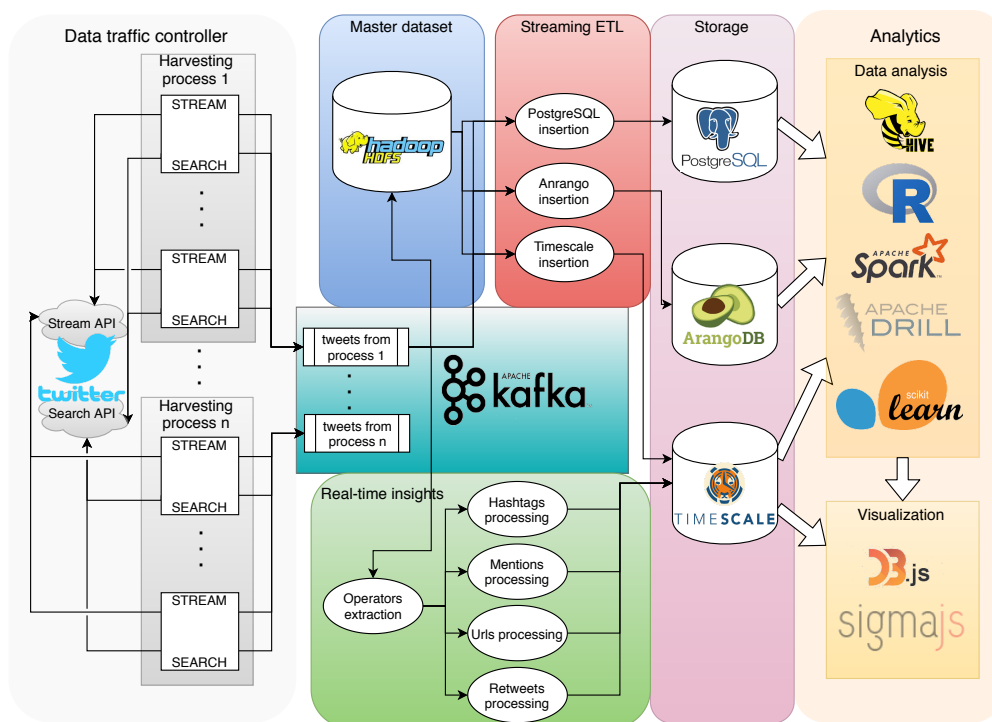 Data traffic controller
Harvesting
process 1
STREAM
SEARCH
STREAM
SEARCH
Stream API
twitter
Search API
Harvesting
process n
STREAM
SEARCH
STREAM
SEARCH
Master dataset
hadoop
HDFS
Streaming ETL
PostgreSQL
insertion
Anrango
insertion
Timescale
insertion
tweets from
process 1
tweets from
process n
APACHE
kafka
Real-time insights
Operators
extraction
Hashtags
processing
Mentions
processing
Urls processing
Retweets
processing
Storage
PostgreSQL
ArangoDB
TIMESCALE
Analytics
Data analysis
HIVE
R
APACHE
Spark
APACHE
DRILL
scikit
learn
Visualization
D3.js
sigmajs